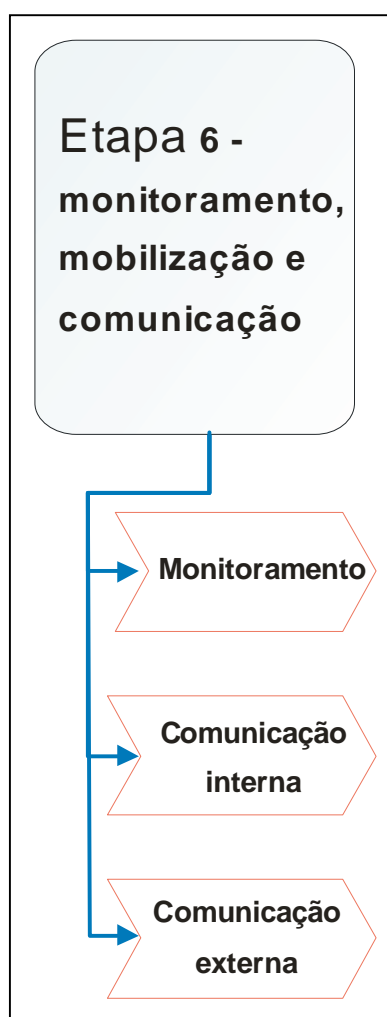 Etapa 6 -
monitoramento,
mobilização e
comunicação
Monitoramento
Comunicação
interna
Comunicação
externa